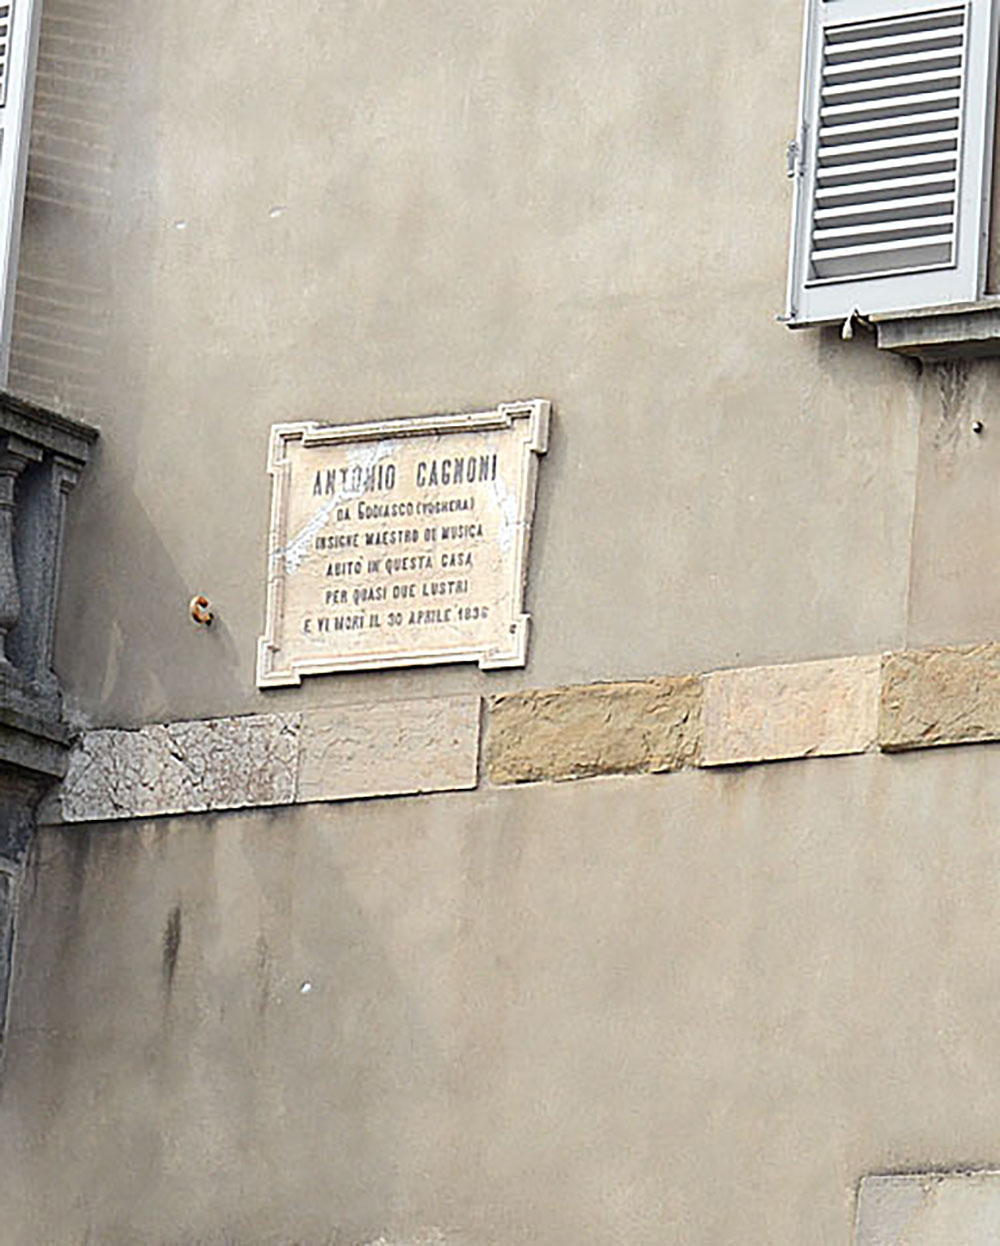 ANTONIO CAGNONI
DA GODIASCO (VOGHERA)
INSIGNE MAESTRO DI MUSICA
ABITÒ IN QUESTA CASA
PER QUASI DUE LUSTRI
E VI MORÌ IL 30 APRILE 1896